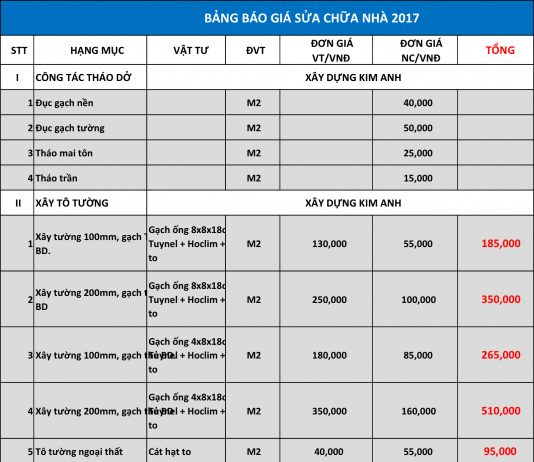 BẢNG BÁO GIÁ SỬA CHỮA NHÀ 2017
STT HẠNG MỤC VẬT TƯ ĐVT ĐƠN GIÁ VT/VNĐ ĐƠN GIÁ NC/VNĐ TỔNG
I CÔNG TÁC THÁO DỞ XÂY DỰNG KIM ANH
1 Đục gạch nền M2 40,000
2 Đục gạch tường M2 50,000
3 Tháo mai tôn M2 25,000
4 Tháo trần M2 15,000
II XÂY TÔ TƯỜNG XÂY DỰNG KIM ANH
1 Xây tường 100mm, gạch
BD.
Gạch ống 8x8x18c
Tuynel + Hoclim +
to
M2 130,000 55,000 185,000
2 Xây tường 200mm, gạch t
BD
Gạch ống 8x8x18c
Tuynel + Hoclim +
to
M2 250,000 100,000 350,000
3 Xây tường 100mm, gạch
Gạch ống 4x8x18c
+ Hoclim +
to
M2 180,000 85,000 265,000
4 Xây tường 200mm, gạch
Gạch ống 4x8x18c
+ Hoclim +
to
M2 350,000 160,000 510,000
5 Tô tường ngoại thất Cát hạt to M2 40,000 55,000 95,000